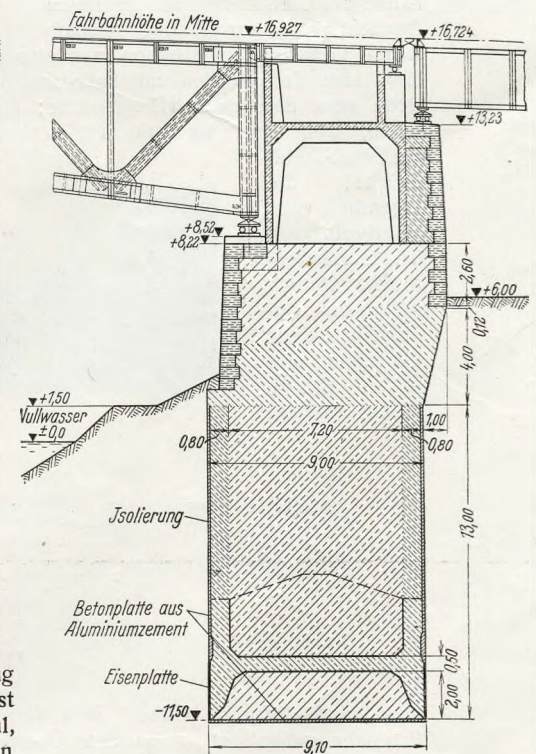 Fahrbahnhöhe in Mitte
+16,927
+16,724
+13,23
+8,52
+8,22
2,60
+6,00
0,12
4,00
+1,50
Nullwasser
±0,0
1,00
0,80
7,20
0,80
9,00
13,00
Jsolierung
Betonplatte aus
Aluminiumzement
0,50
Eisenplatte
2,00
-11,50
9,10
g
st
l,
n